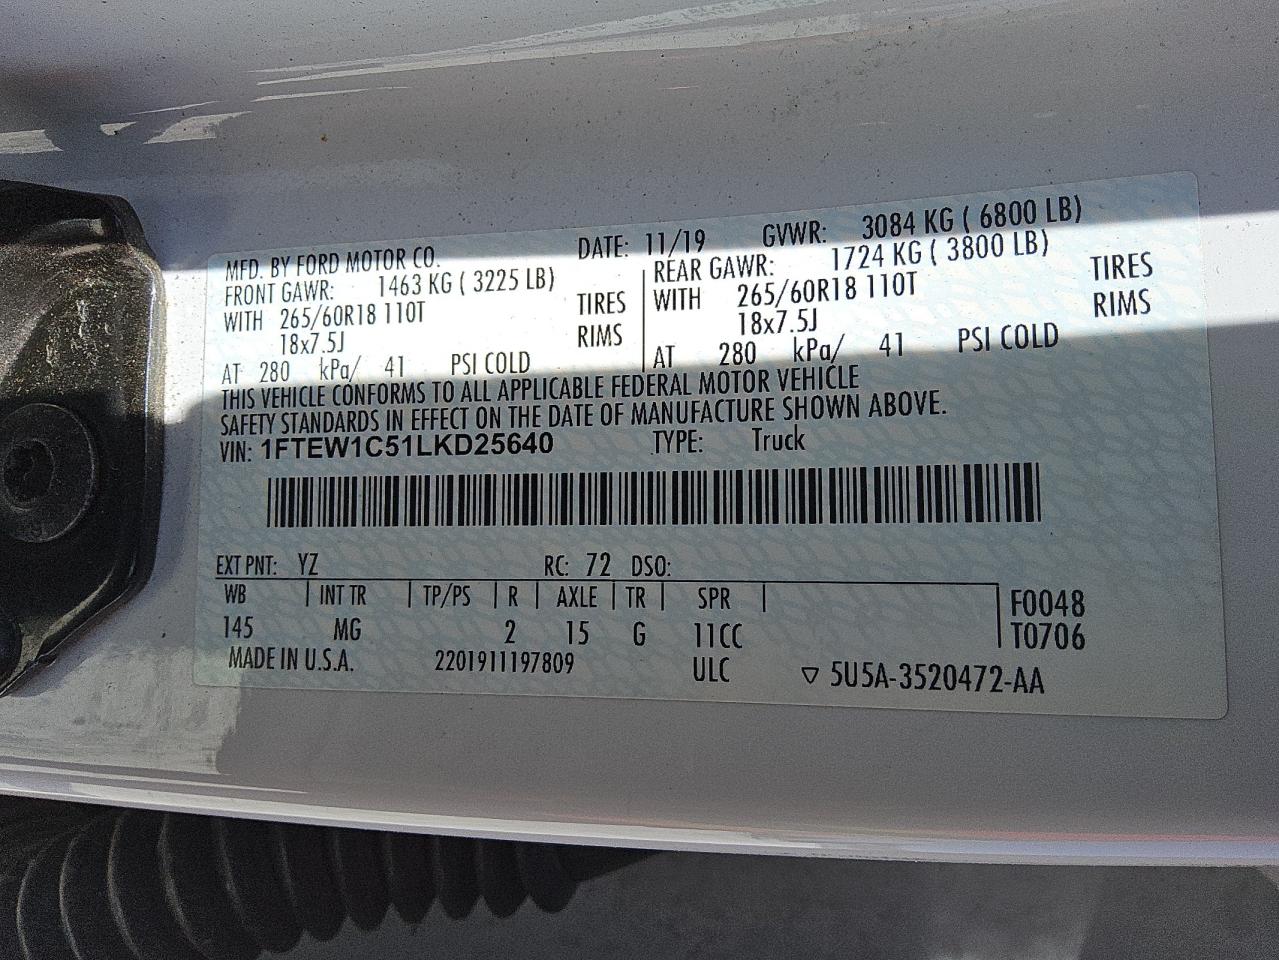 MFD. BY FORD MOTOR CO. DATE: 11/19 GVWR: 3084 KG ( 6800 LB)
FRONT GAWR: 1463 KG ( 3225 LB) REAR GAWR: 1724 KG ( 3800 LB)
WITH 265/60R18 110T TIRES WITH 265/60R18 110T TIRES
18x7.5J RIMS 18x7.5J RIMS
AT 280 kPa/ 41 PSI COLD AT 280 kPa/ 41 PSI COLD
THIS VEHICLE CONFORMS TO ALL APPLICABLE FEDERAL MOTOR VEHICLE
SAFETY STANDARDS IN EFFECT ON THE DATE OF MANUFACTURE SHOWN ABOVE.
VIN: 1FTEW1C51LKD25640 TYPE: Truck
EXT PNT: YZ RC: 72 DSO:
WB INT TR TP/PS R AXLE TR SPR F0048
145 MG 2 15 G 11CC T0706
MADE IN U.S.A. 2201911197809 ULC ▽ 5U5A-3520472-AA